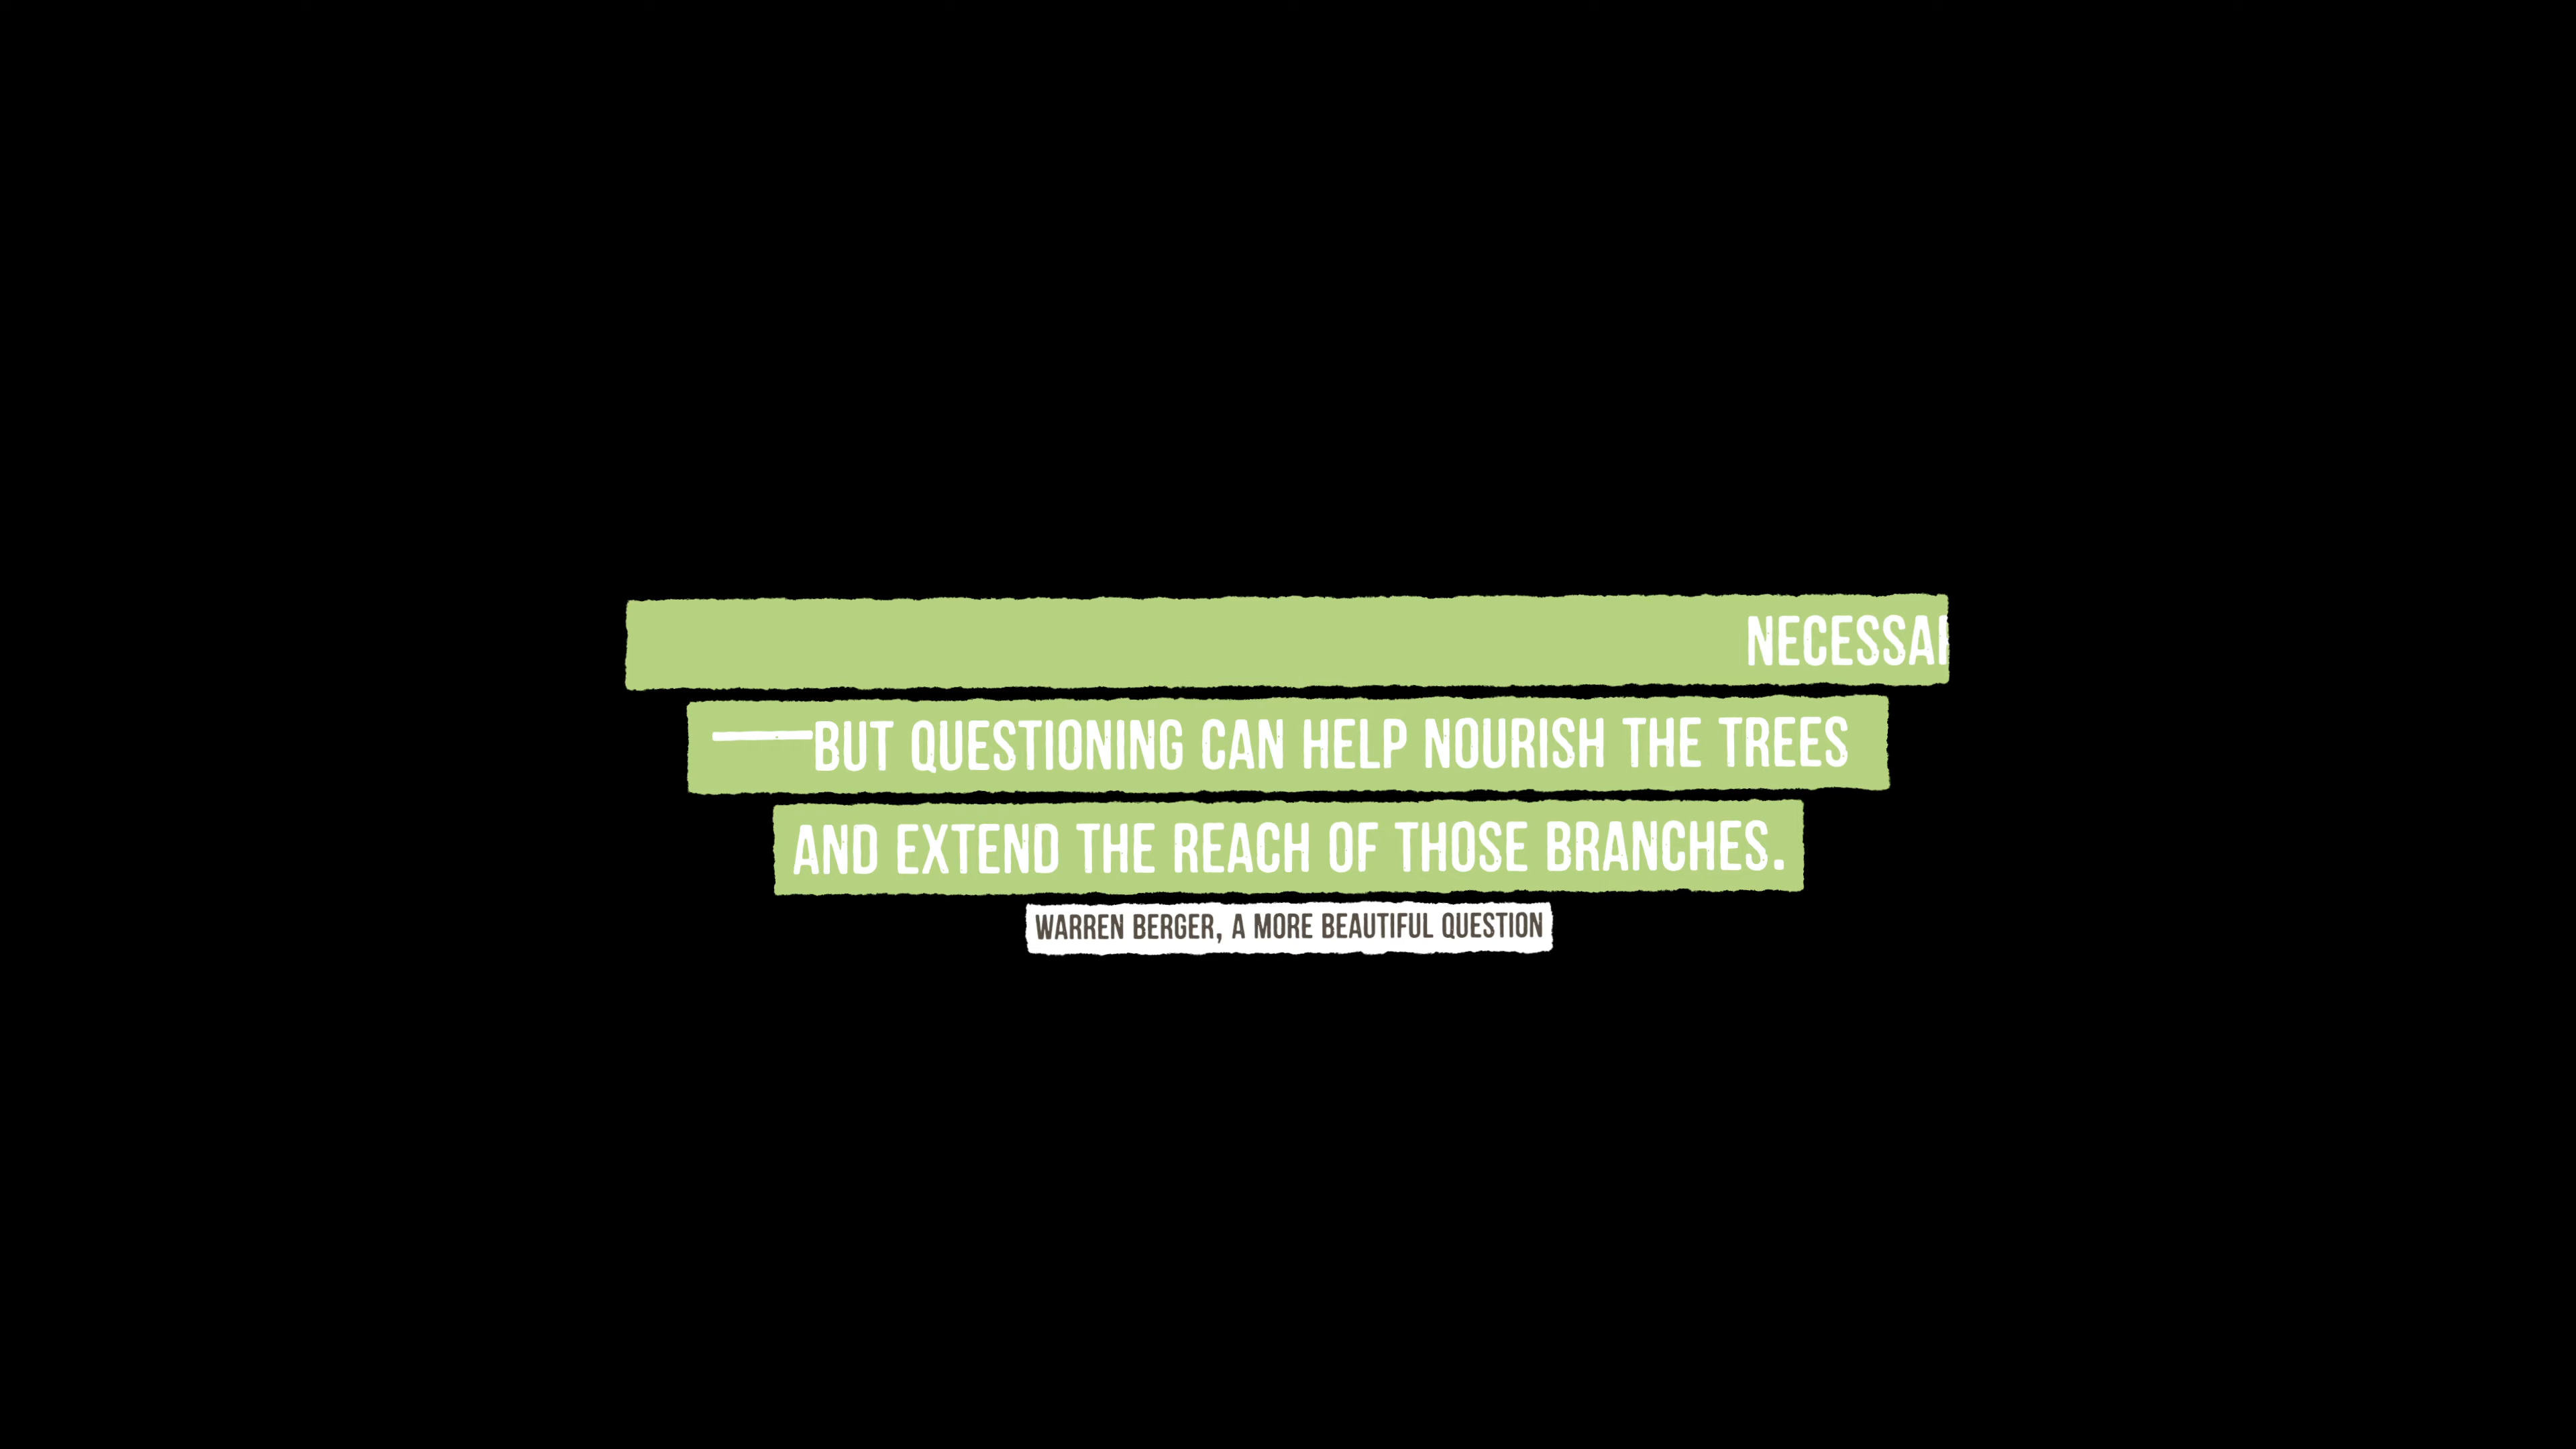 —BUT QUESTIONING CAN HELP NOURISH THE TREES
AND EXTEND THE REACH OF THOSE BRANCHES.
WARREN BERGER, A MORE BEAUTIFUL QUESTION